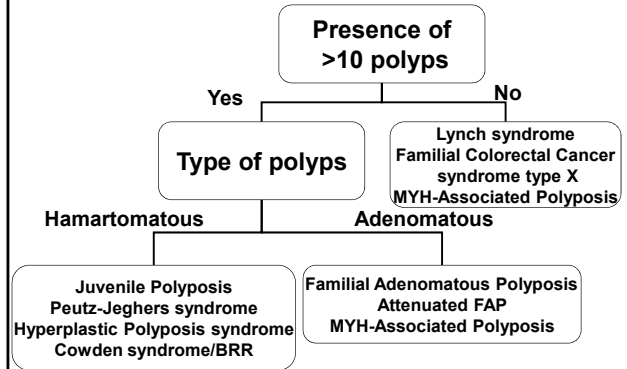 Presence of
>10 polyps
Yes
No
Type of polyps
Lynch syndrome
Familial Colorectal Cancer
syndrome type X
MYH-Associated Polyposis
Hamartomatous
Adenomatous
Juvenile Polyposis
Peutz-Jeghers syndrome
Hyperplastic Polyposis syndrome
Cowden syndrome/BRR
Familial Adenomatous Polyposis
Attenuated FAP
MYH-Associated Polyposis